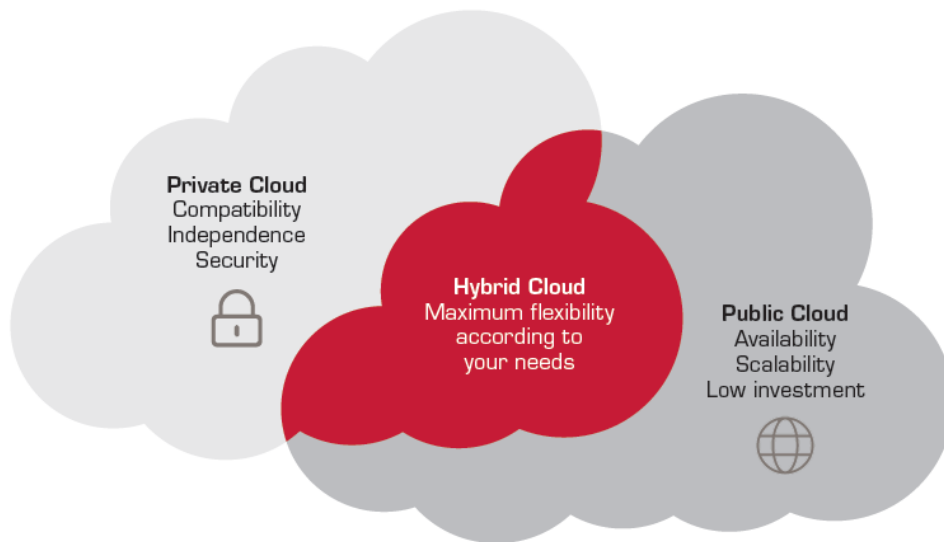 Private Cloud
Compatibility
Independence
Security
Hybrid Cloud
Maximum flexibility
according to
your needs
Public Cloud
Availability
Scalability
Low investment